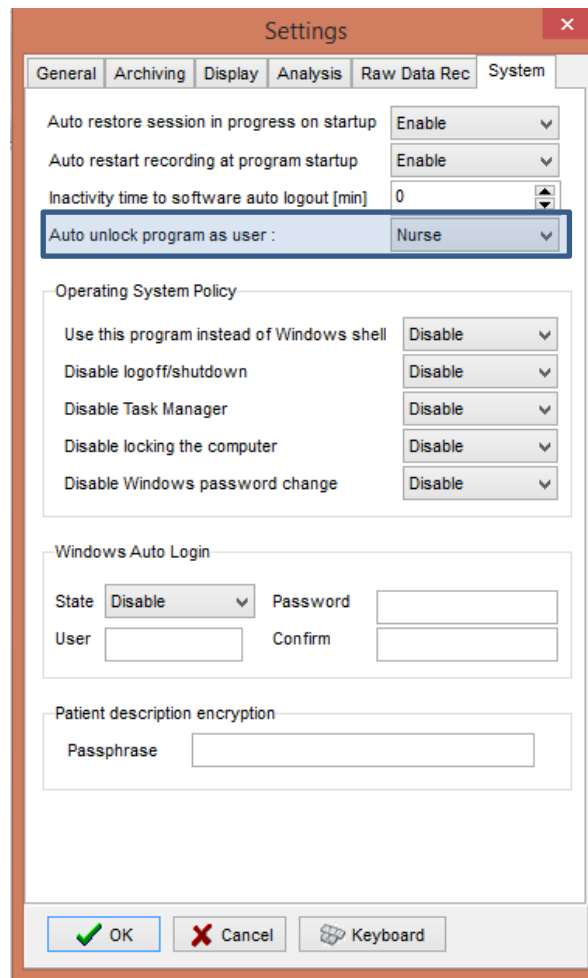 Settings
General Archiving Display Analysis Raw Data Rec System
Auto restore session in progress on startup Enable
Auto restart recording at program startup Enable
Inactivity time to software auto logout [min] 0
Auto unlock program as user : Nurse
Operating System Policy
Use this program instead of Windows shell Disable
Disable logoff/shutdown Disable
Disable Task Manager Disable
Disable locking the computer Disable
Disable Windows password change Disable
Windows Auto Login
State Disable Password
User Confirm
Patient description encryption
Passphrase
OK Cancel Keyboard